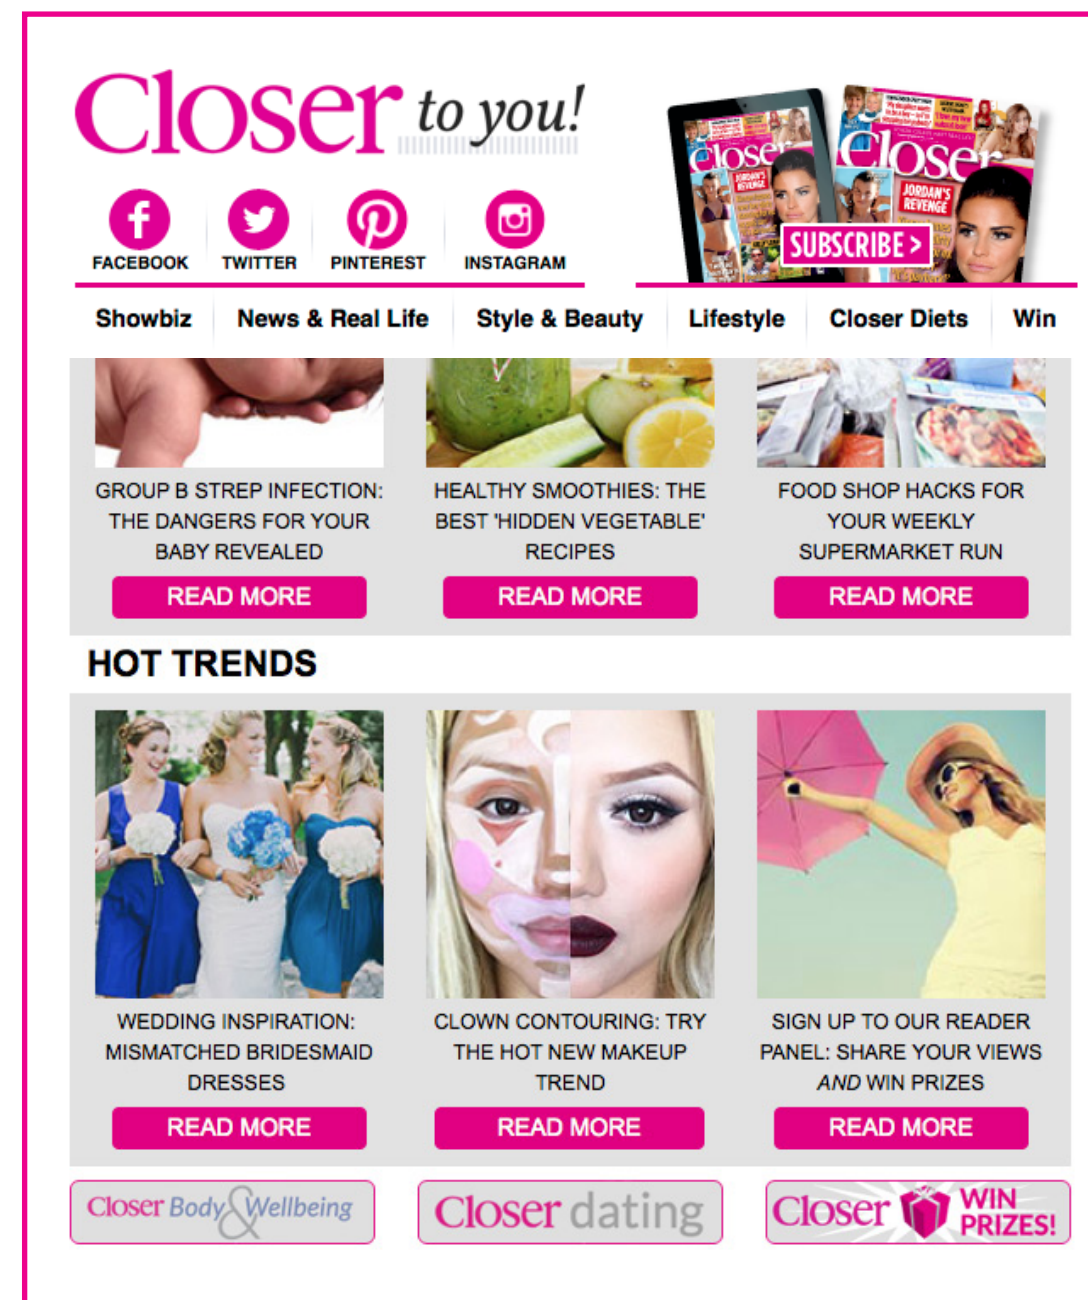 Closer to you!
FACEBOOK
TWITTER
PINTEREST
INSTAGRAM
Closer
JORDAN'S
REVENGE
Closer
JORDAN'S
REVENGE
SUBSCRIBE >
Showbiz
News & Real Life
Style & Beauty
Lifestyle
Closer Diets
Win
GROUP B STREP INFECTION:
THE DANGERS FOR YOUR
BABY REVEALED
READ MORE
HEALTHY SMOOTHIES: THE
BEST 'HIDDEN VEGETABLE'
RECIPES
READ MORE
FOOD SHOP HACKS FOR
YOUR WEEKLY
SUPERMARKET RUN
READ MORE
HOT TRENDS
WEDDING INSPIRATION:
MISMATCHED BRIDESMAID
DRESSES
READ MORE
CLOWN CONTOURING: TRY
THE HOT NEW MAKEUP
TREND
READ MORE
SIGN UP TO OUR READER
PANEL: SHARE YOUR VIEWS
AND WIN PRIZES
READ MORE
Closer Body & Wellbeing
Closer dating
Closer WIN
PRIZES!